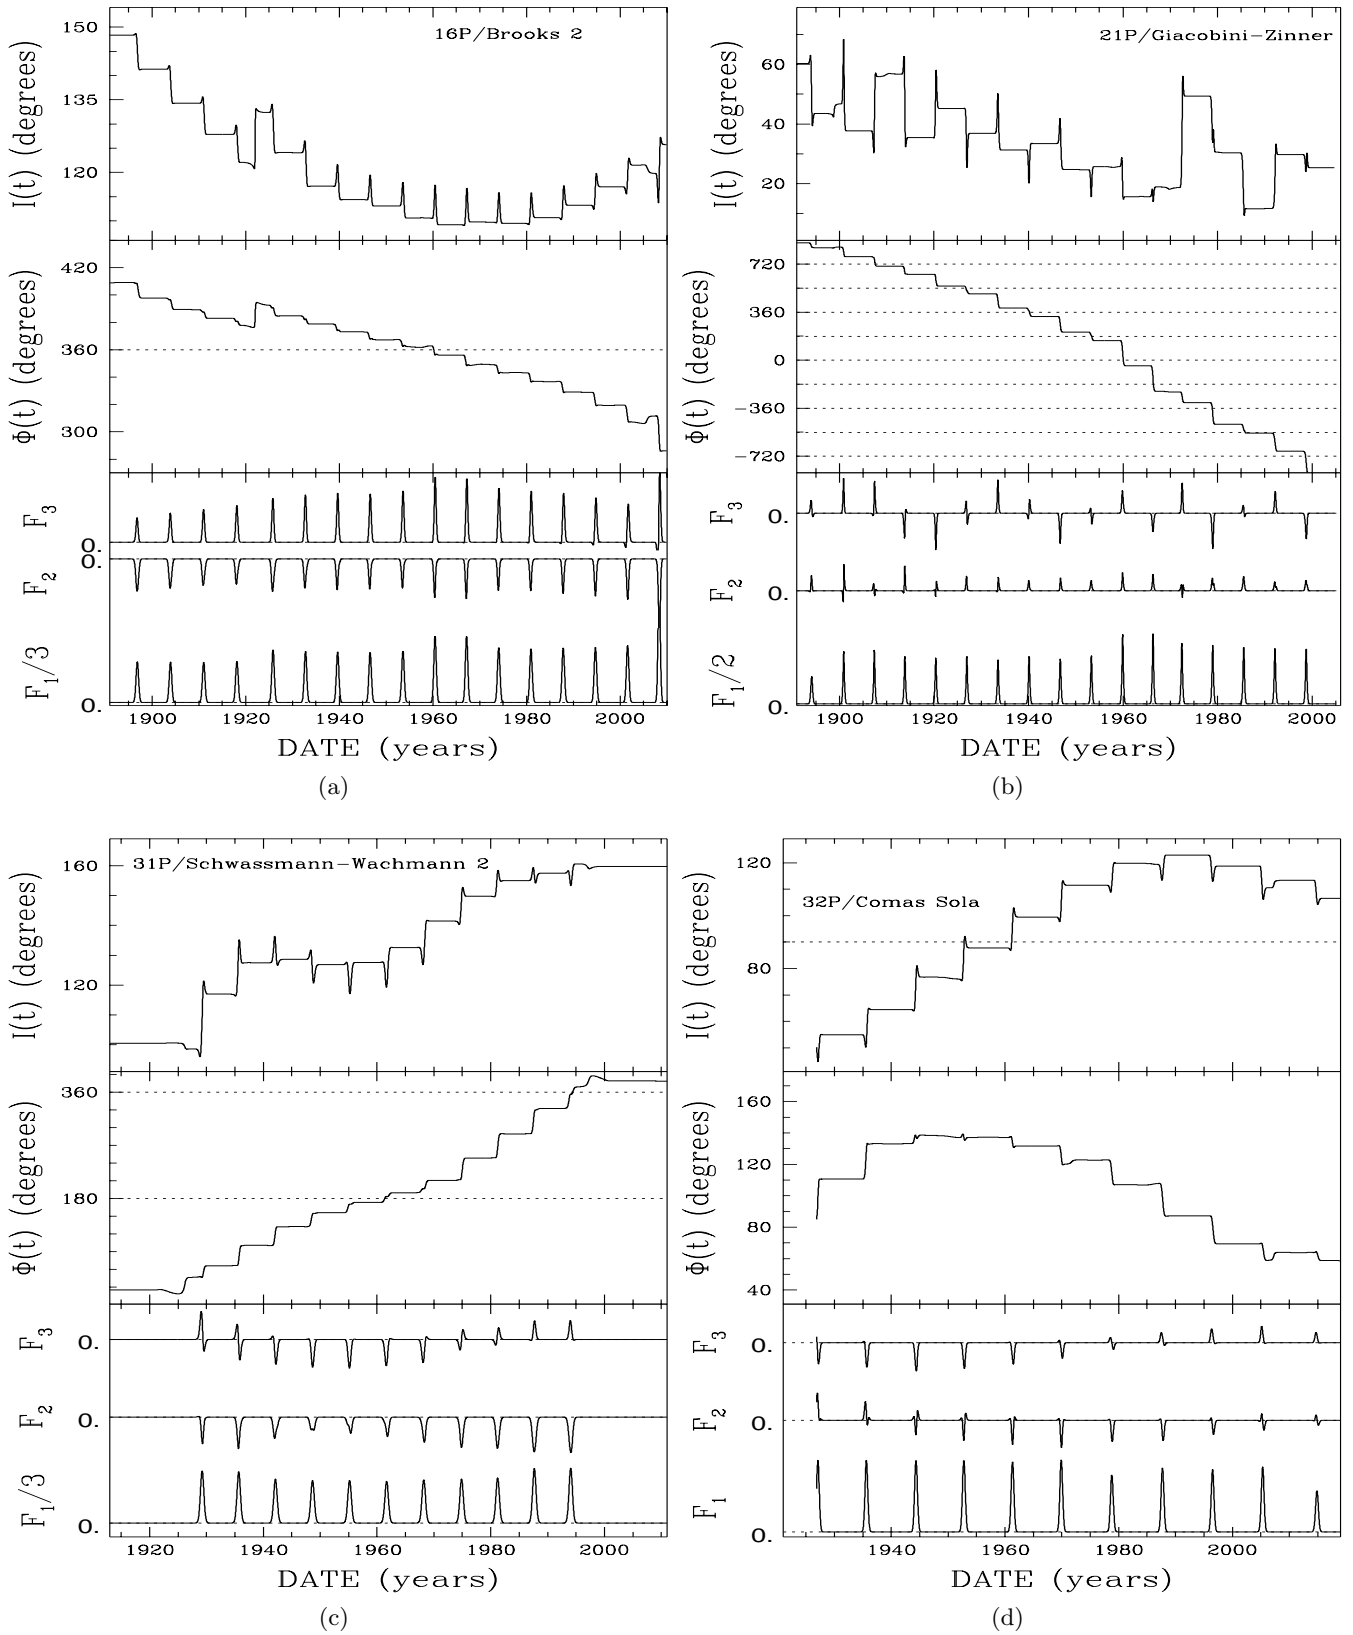 16P/Brooks 2
I(t) (degrees)
150
135
120
Φ(t) (degrees)
420
360
300
F3
0.
F2
0.
F1/3
0.
1900 1920 1940 1960 1980 2000
DATE (years)
(a)
21P/Giacobini−Zinner
I(t) (degrees)
60
40
20
Φ(t) (degrees)
720
360
0
−360
−720
F3
0.
F2
0.
F1/2
0.
1900 1920 1940 1960 1980 2000
DATE (years)
(b)
31P/Schwassmann−Wachmann 2
I(t) (degrees)
160
120
Φ(t) (degrees)
360
180
F3
0.
F2
0.
F1/3
0.
1920 1940 1960 1980 2000
DATE (years)
(c)
32P/Comas Sola
I(t) (degrees)
120
80
Φ(t) (degrees)
160
120
80
40
F3
0.
F2
0.
F1
0.
1940 1960 1980 2000
DATE (years)
(d)